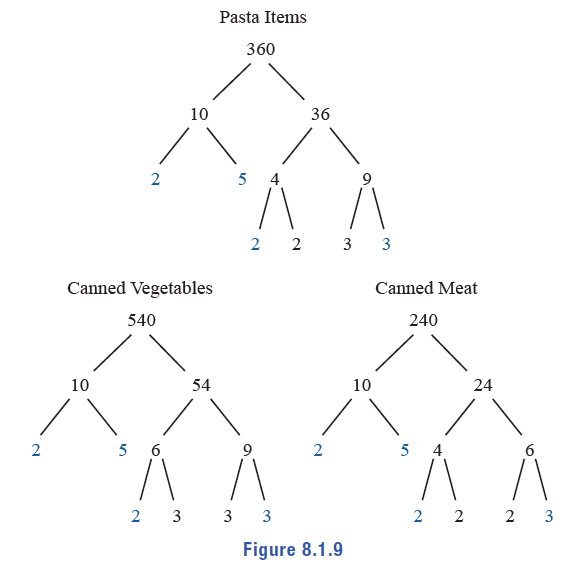 Pasta Items
360
10 36
2 5 4 9
2 2 3 3
Canned Vegetables
540
10 54
2 5 6 9
2 3 3 3
Canned Meat
240
10 24
2 5 4 6
2 2 2 3
Figure 8.1.9